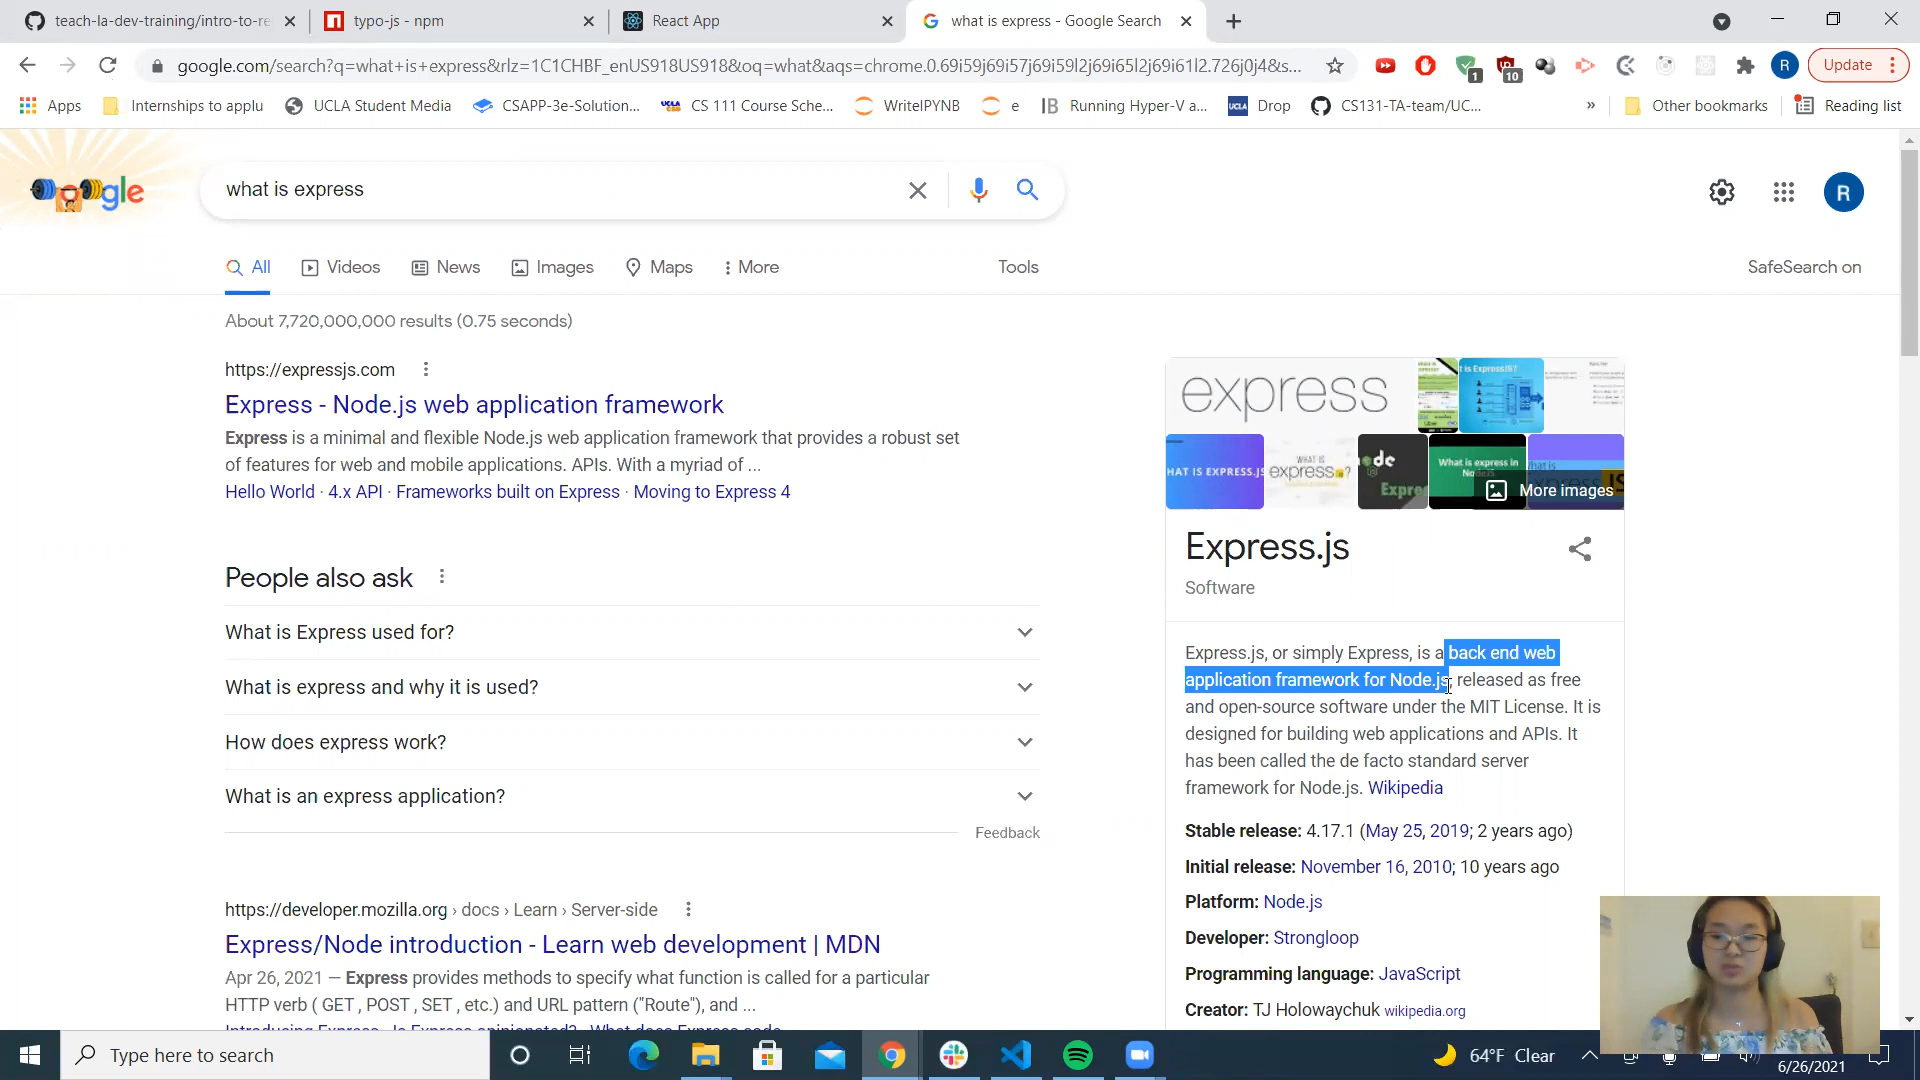 teach-la-dev-training/intro-to-re
typo-js - npm
React App
what is express - Google Search
google.com/search?q=what+is+express&rlz=1C1CHBF_enUS918US918&oq=what&aqs=chrome.0.69i59j69i57j69i59l2j69i65l2j69i61l2.726j0j4&s...
1
10
R
Update
Apps
Internships to applu
UCLA Student Media
CSAPP-3e-Solution...
CS 111 Course Sche...
WriteIPYNB
e
Running Hyper-V a...
Drop
CS131-TA-team/UC...
»
Other bookmarks
Reading list
what is express
R
All
Videos
News
Images
Maps
More
Tools
SafeSearch on
About 7,720,000,000 results (0.75 seconds)
https://expressjs.com
Express - Node.js web application framework
Express is a minimal and flexible Node.js web application framework that provides a robust set
of features for web and mobile applications. APIs. With a myriad of ...
Hello World · 4.x API · Frameworks built on Express · Moving to Express 4
People also ask
What is Express used for?
What is express and why it is used?
How does express work?
What is an express application?
Feedback
https://developer.mozilla.org › docs › Learn › Server-side
Express/Node introduction - Learn web development | MDN
Apr 26, 2021 — Express provides methods to specify what function is called for a particular
HTTP verb ( GET , POST , SET , etc.) and URL pattern ("Route"), and ...
Introducing Express · Is Express opinionated? · What does Express code
express
HAT IS EXPRESS.JS
WHAT IS
express ?
node
Expre
What is express in
More images
Express.js
Software
Express.js, or simply Express, is a back end web
application framework for Node.js, released as free
and open-source software under the MIT License. It is
designed for building web applications and APIs. It
has been called the de facto standard server
framework for Node.js. Wikipedia
Stable release: 4.17.1 (May 25, 2019; 2 years ago)
Initial release: November 16, 2010; 10 years ago
Platform: Node.js
Developer: Strongloop
Programming language: JavaScript
Creator: TJ Holowaychuk wikipedia.org
Type here to search
64°F Clear
6/26/2021